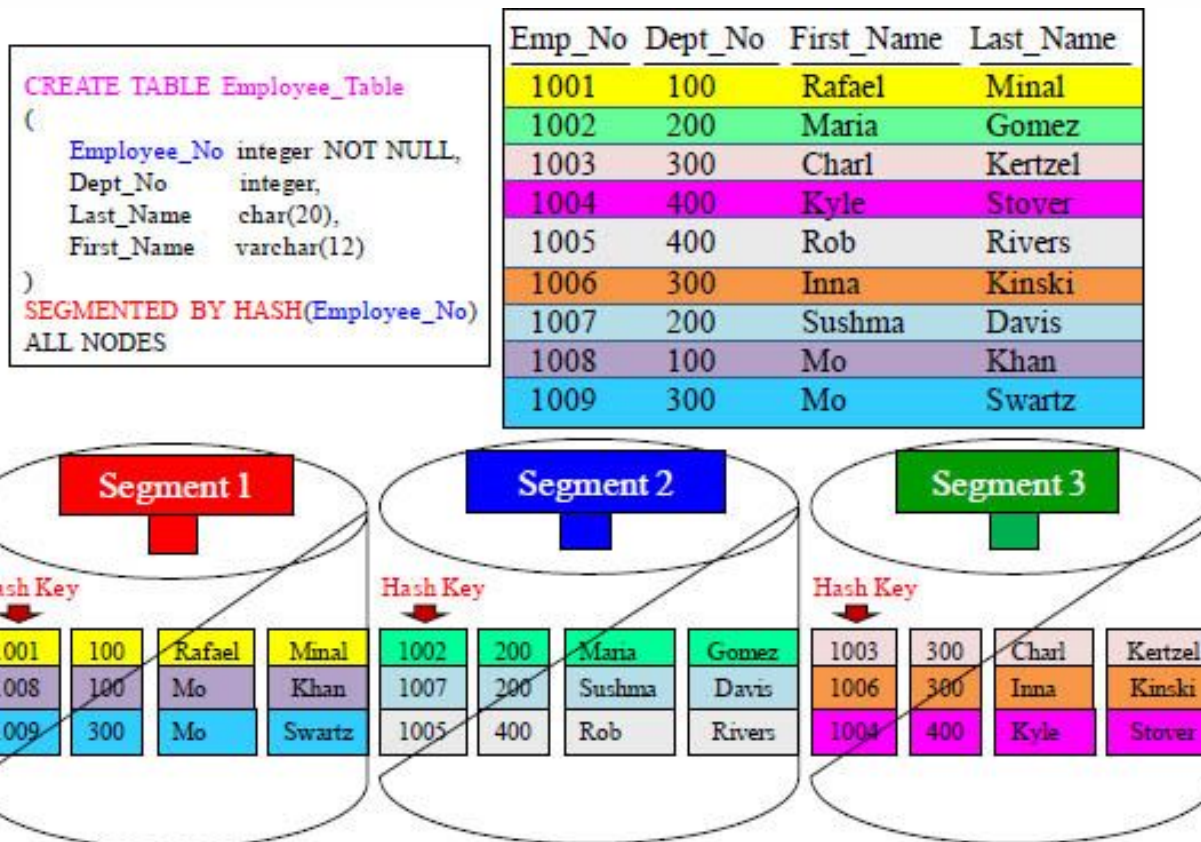 CREATE TABLE Employee_Table
(
Employee_No integer NOT NULL,
Dept_No integer,
Last_Name char(20),
First_Name varchar(12)
)
SEGMENTED BY HASH(Employee_No)
ALL NODES
Emp_No Dept_No First_Name Last_Name
1001 100 Rafael Minal
1002 200 Maria Gomez
1003 300 Charl Kertzel
1004 400 Kyle Stover
1005 400 Rob Rivers
1006 300 Inna Kinski
1007 200 Sushma Davis
1008 100 Mo Khan
1009 300 Mo Swartz
Segment 1
ash Key
001 100 Rafael Minal
008 100 Mo Khan
009 300 Mo Swartz
Segment 2
Hash Key
1002 200 Maria Gomez
1007 200 Sushma Davis
1005 400 Rob Rivers
Segment 3
Hash Key
1003 300 Charl Kertzel
1006 300 Inna Kinski
1004 400 Kyle Stover